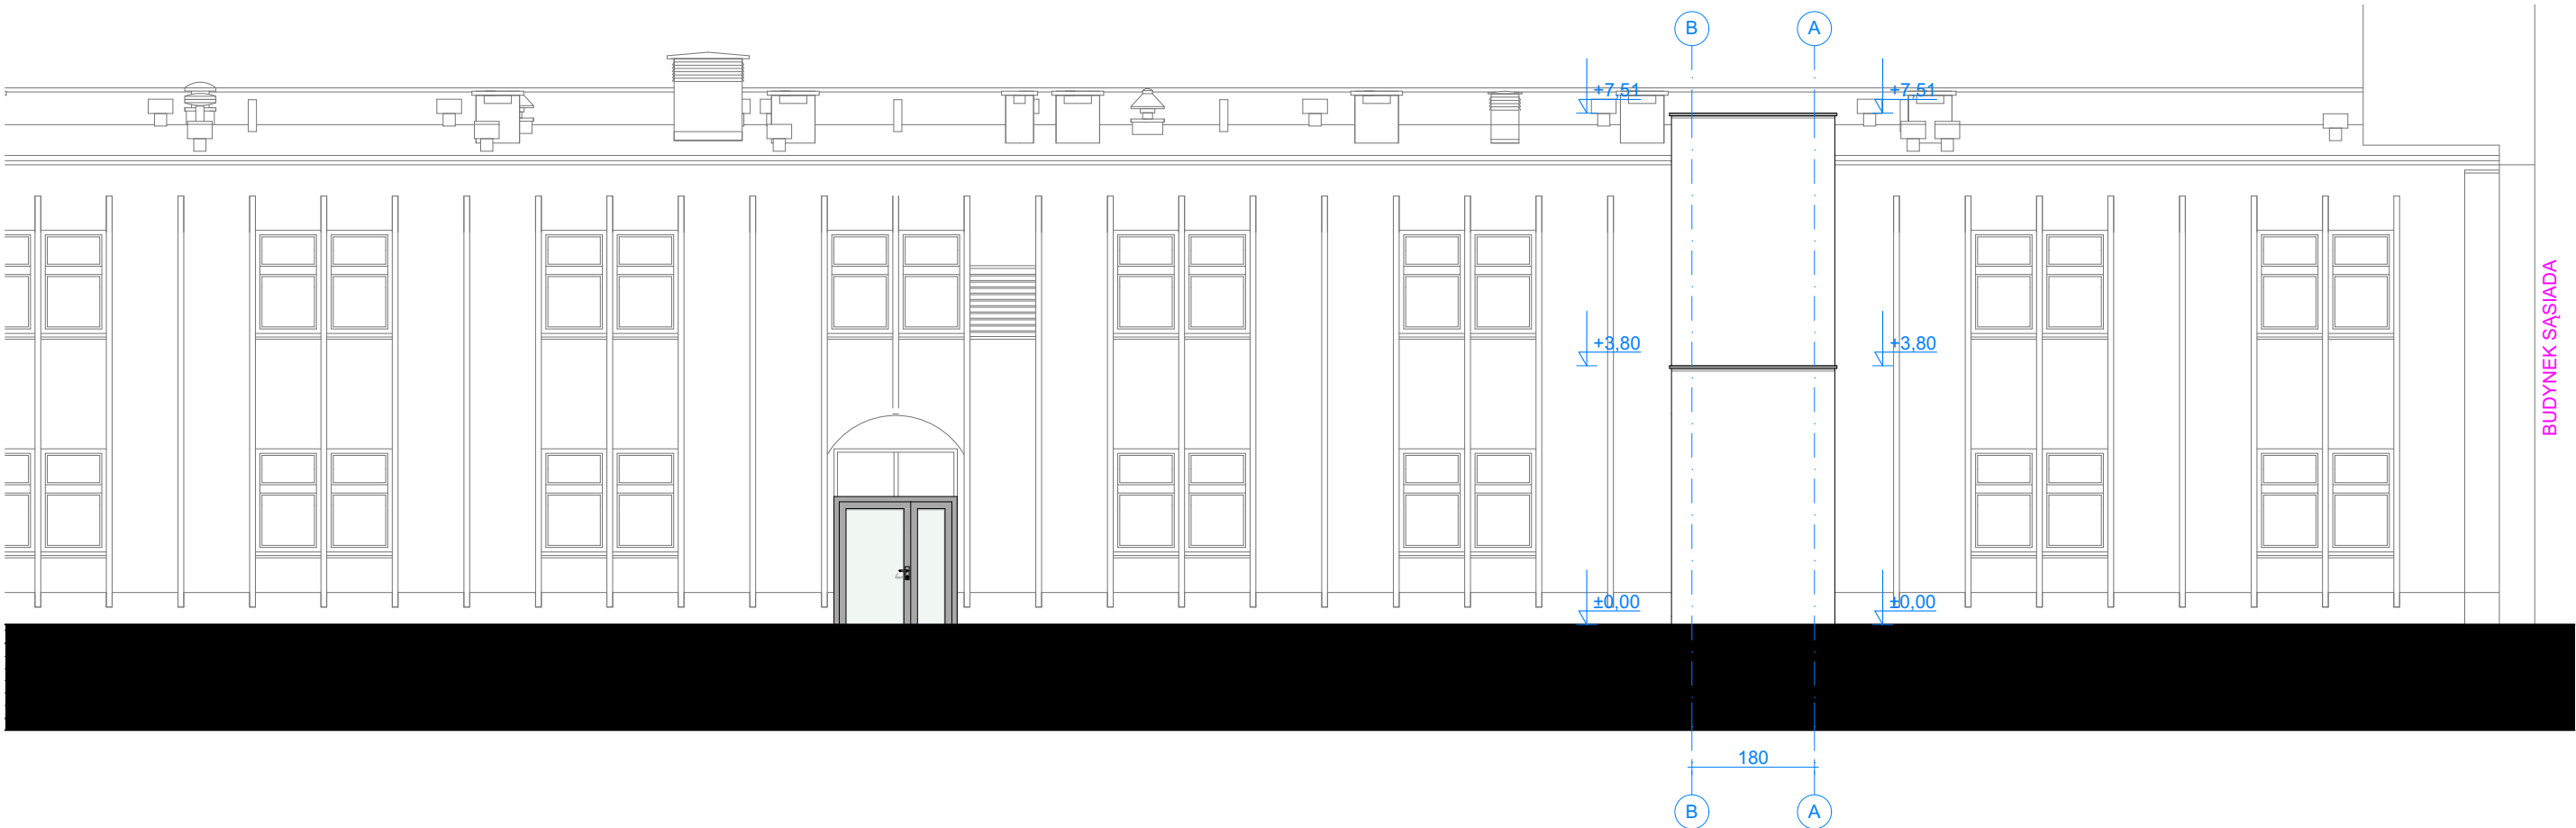 B
A
+7,51
+7,51
+3,80
+3,80
BUDYNEK SĄSIADA
±0,00
±0,00
180
B
A